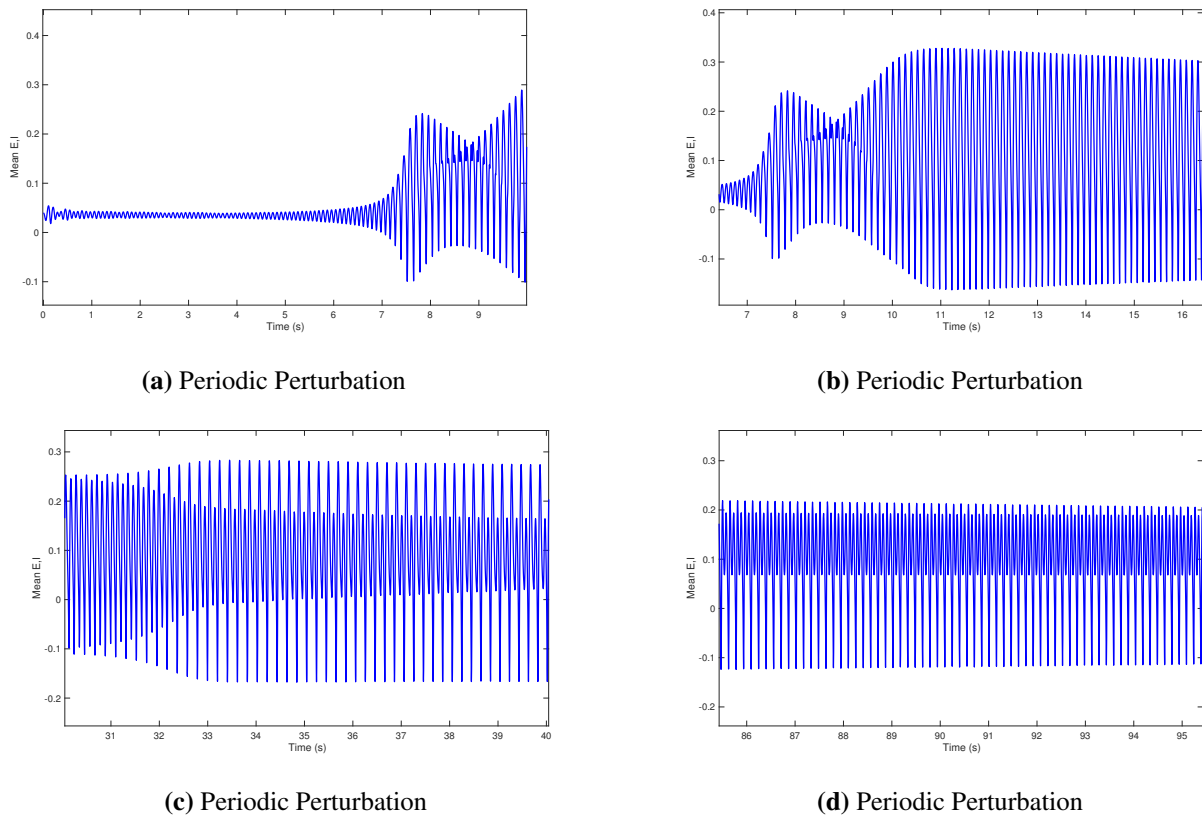 0.4
0.3
0.2
0.1
0
-0.1
Mean E,I
0 1 2 3 4 5 6 7 8 9
Time (s)
(a) Periodic Perturbation
0.4
0.3
0.2
0.1
0
-0.1
Mean E,I
7 8 9 10 11 12 13 14 15 16
Time (s)
(b) Periodic Perturbation
0.3
0.2
0.1
0
-0.1
-0.2
Mean E,I
31 32 33 34 35 36 37 38 39 40
Time (s)
(c) Periodic Perturbation
0.3
0.2
0.1
0
-0.1
-0.2
Mean E,I
86 87 88 89 90 91 92 93 94 95
Time (s)
(d) Periodic Perturbation